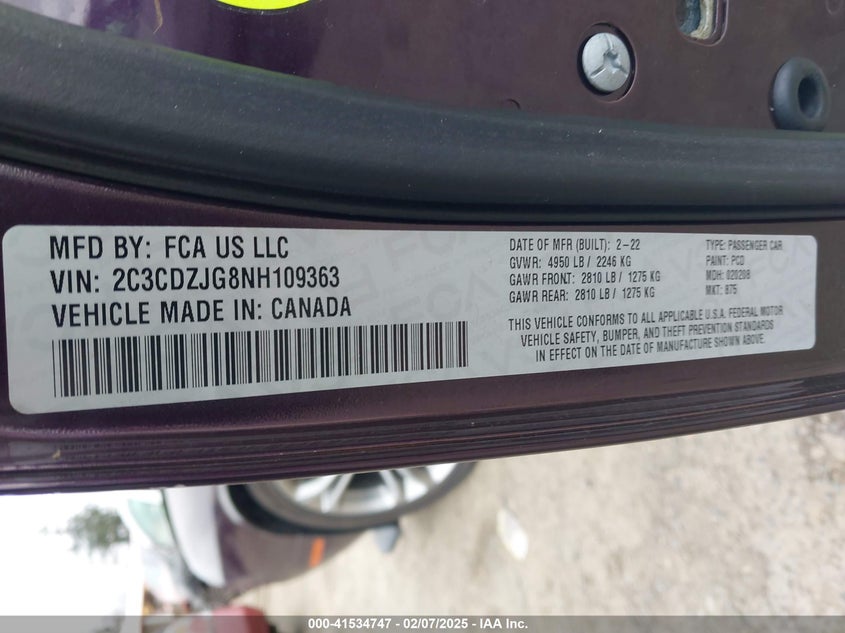 MFD BY: FCA US LLC
VIN: 2C3CDZJG8NH109363
VEHICLE MADE IN: CANADA
DATE OF MFR (BUILT): 2-22
GVWR: 4950 LB / 2246 KG
GAWR FRONT: 2810 LB / 1275 KG
GAWR REAR: 2810 LB / 1275 KG
TYPE: PASSENGER CAR
PAINT: PCD
MDH: 020208
MKT: B75
THIS VEHICLE CONFORMS TO ALL APPLICABLE U.S.A. FEDERAL MOTOR
VEHICLE SAFETY, BUMPER, AND THEFT PREVENTION STANDARDS
IN EFFECT ON THE DATE OF MANUFACTURE SHOWN ABOVE.
000-41534747 - 02/07/2025 - IAA Inc.